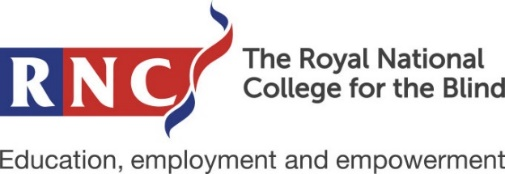 RNC
The Royal National
College for the Blind
Education, employment and empowerment